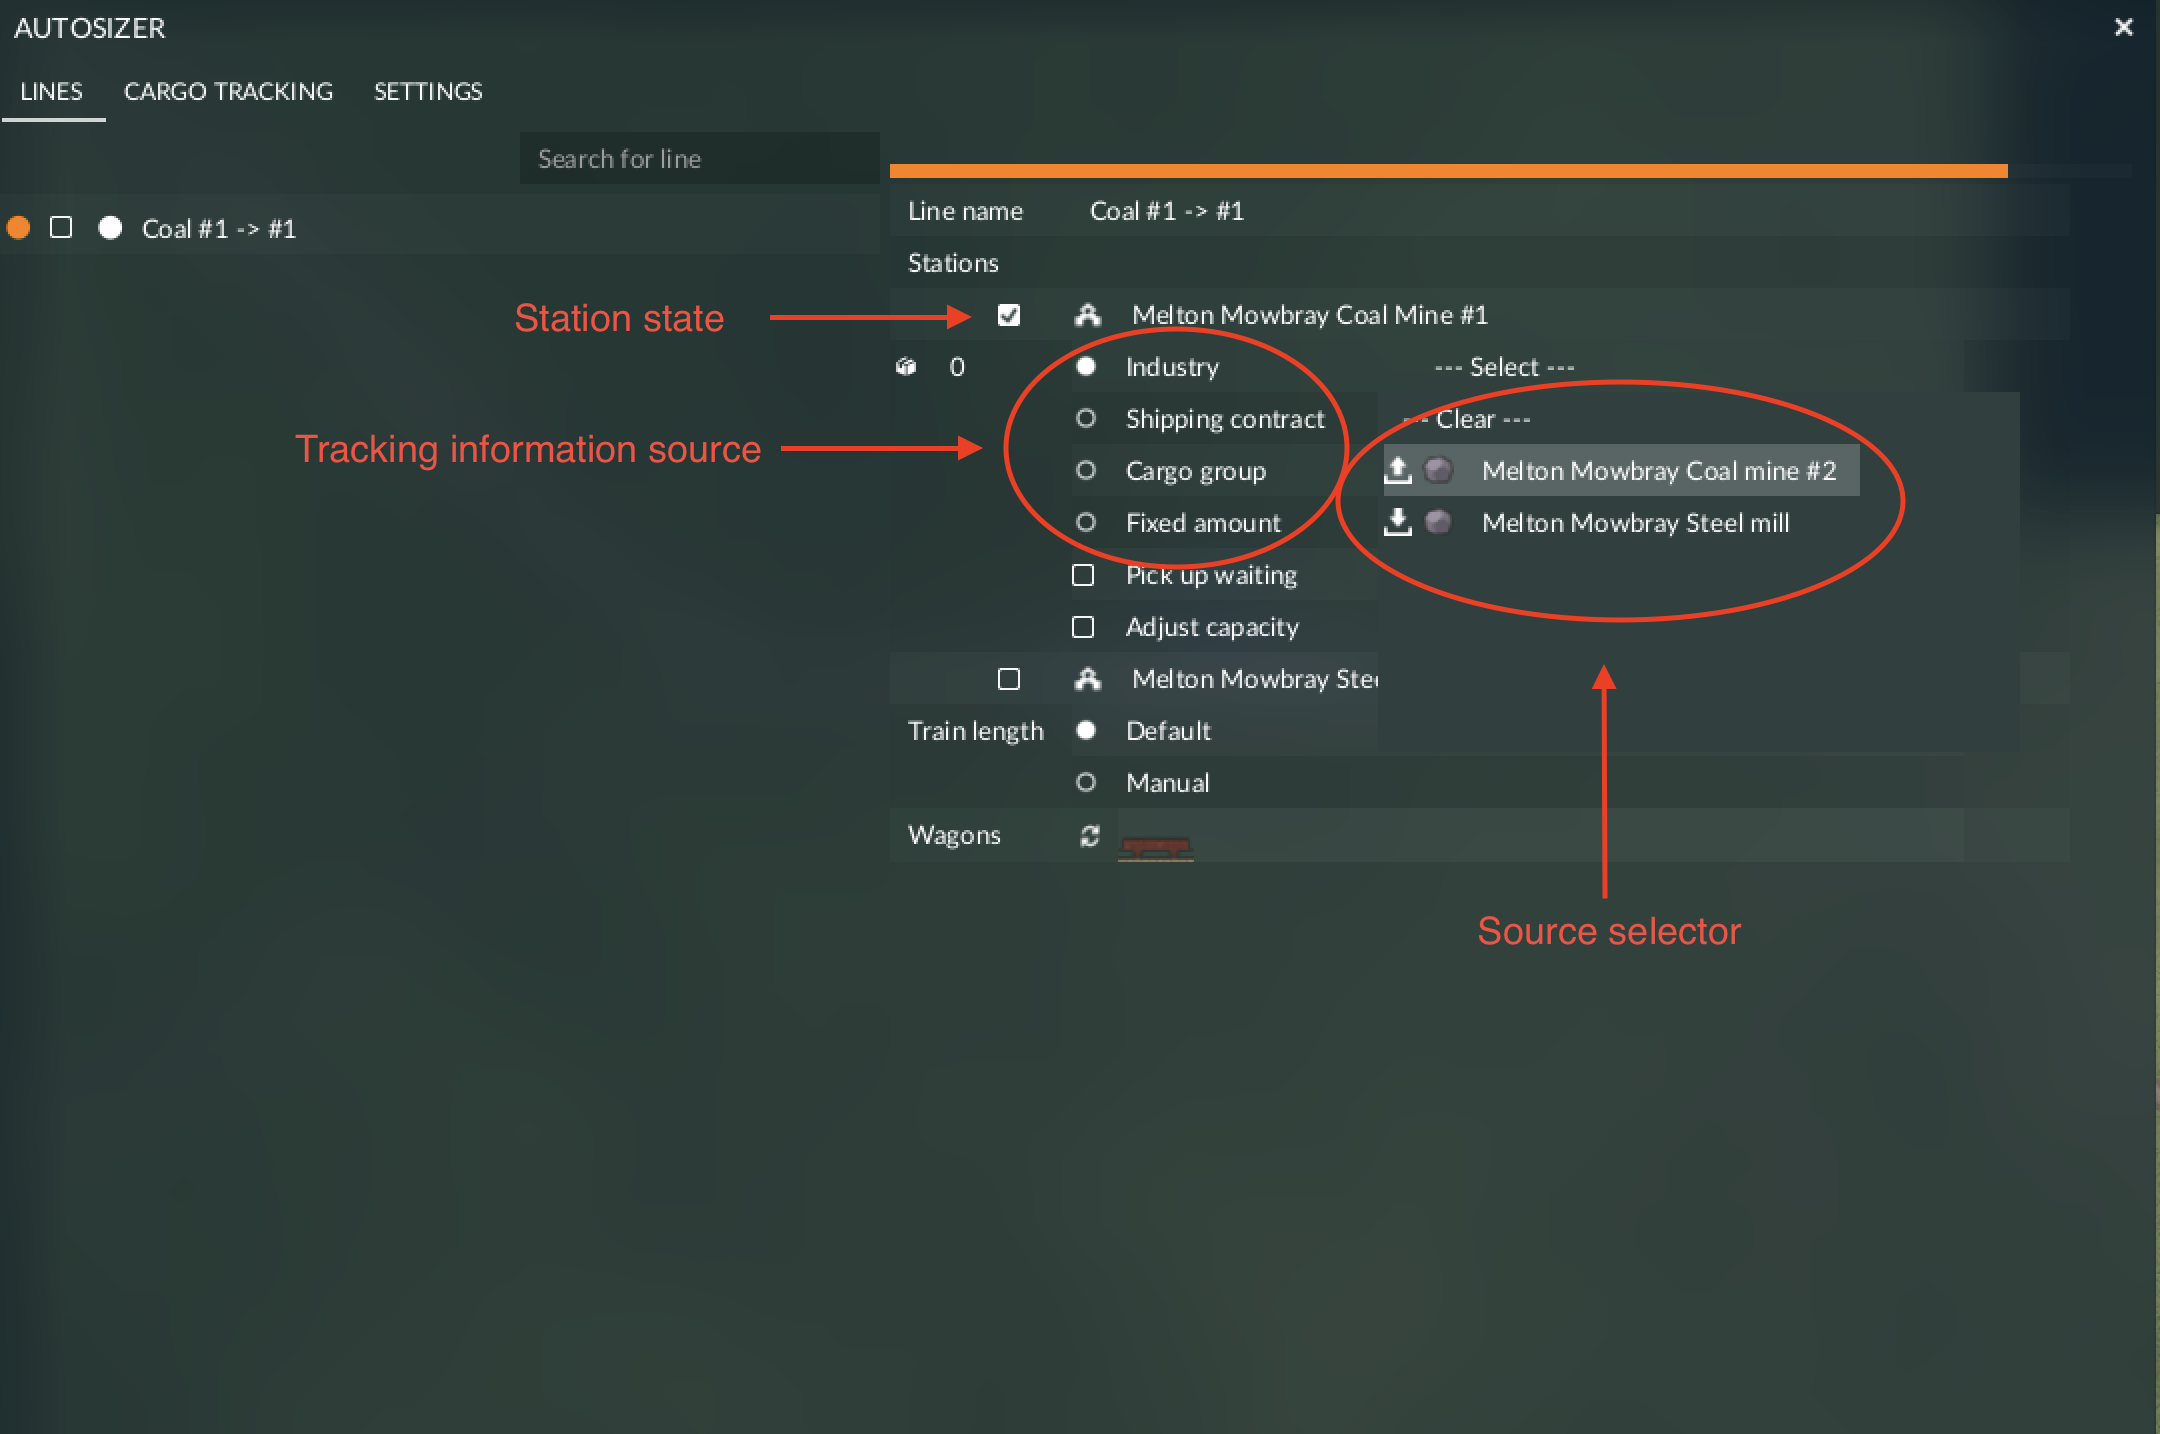 AUTOSIZER
LINES CARGO TRACKING SETTINGS
Search for line
Coal #1 -> #1
Line name Coal #1 -> #1
Stations
Station state
Melton Mowbray Coal Mine #1
0 Industry --- Select ---
Shipping contract --- Clear ---
Tracking information source
Cargo group Melton Mowbray Coal mine #2
Fixed amount Melton Mowbray Steel mill
Pick up waiting
Adjust capacity
Melton Mowbray Stee
Train length Default
Manual
Wagons
Source selector